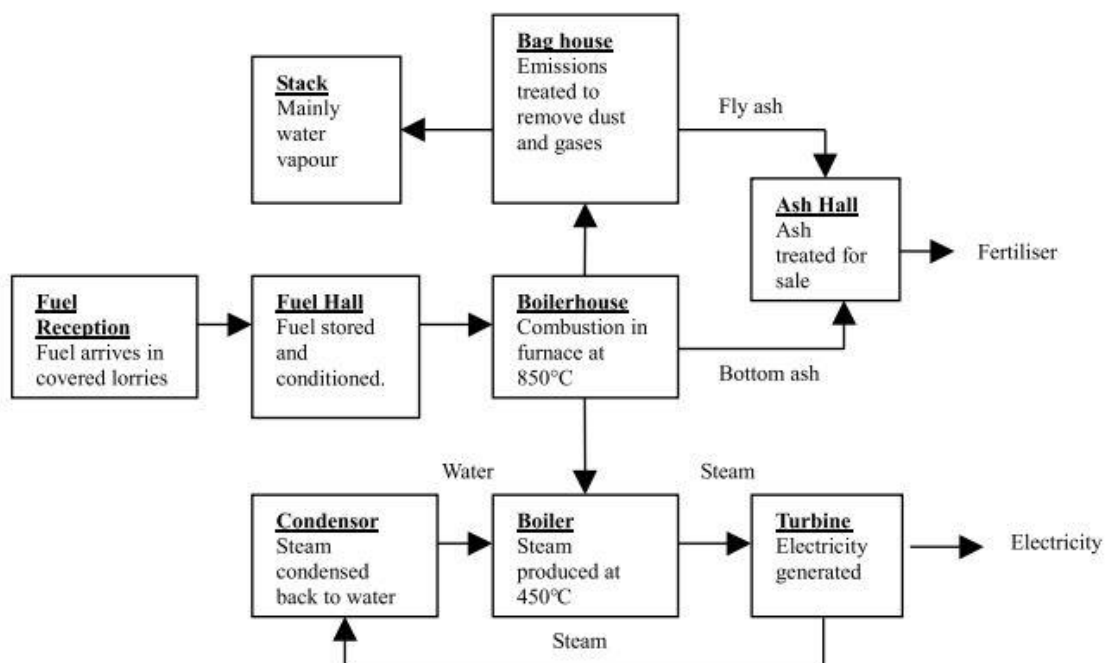 Stack
Mainly
water
vapour
Bag house
Emissions
treated to
remove dust
and gases
Fly ash
Ash Hall
Ash
treated for
sale
Fertiliser
Fuel
Reception
Fuel arrives in
covered lorries
Fuel Hall
Fuel stored
and
conditioned.
Boilerhouse
Combustion in
furnace at
850°C
Bottom ash
Water
Steam
Condensor
Steam
condensed
back to water
Boiler
Steam
produced at
450°C
Turbine
Electricity
generated
Electricity
Steam